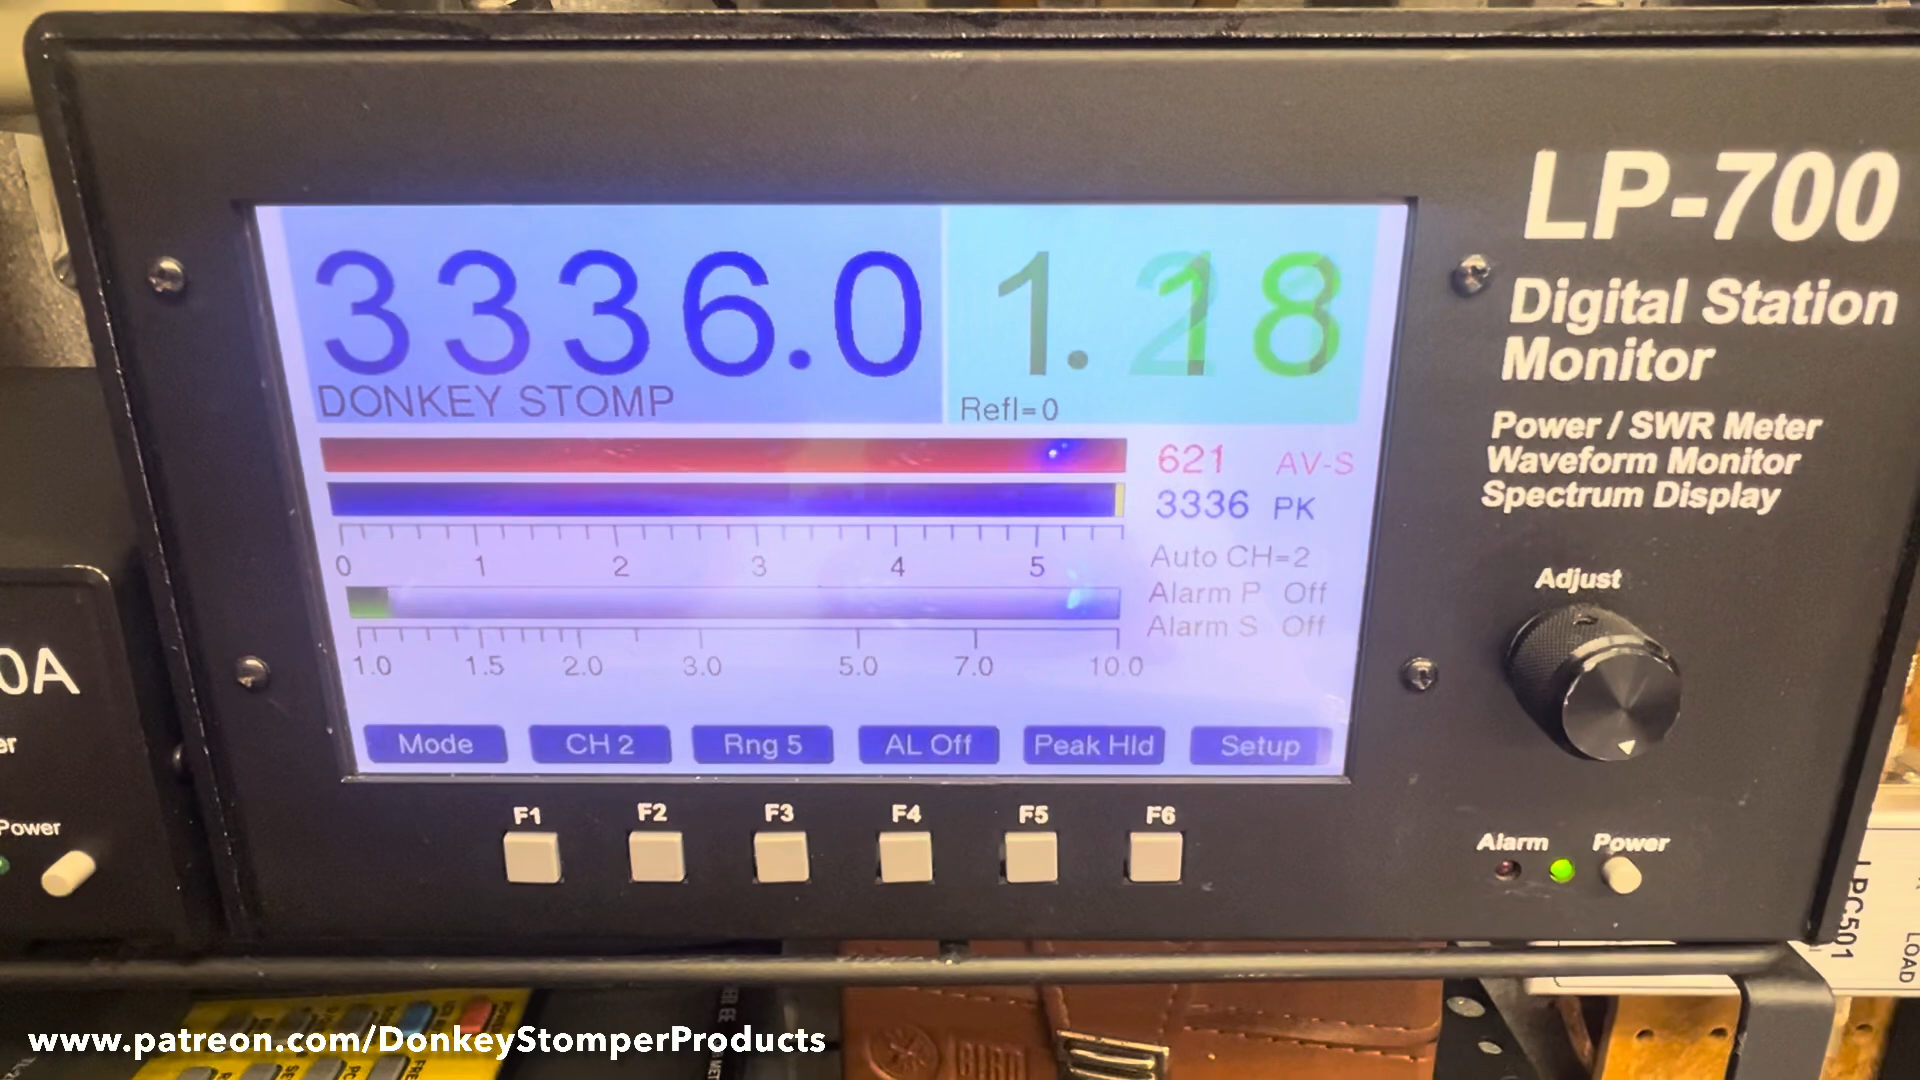 LP-700
Digital Station
Monitor
Power / SWR Meter
Waveform Monitor
Spectrum Display
3336.0
DONKEY STOMP
Refl=0
621 AV-S
3336 PK
0 1 2 3 4 5
Auto CH=2
Alarm P Off
Alarm S Off
1.0 1.5 2.0 3.0 5.0 7.0 10.0
Mode CH 2 Rng 5 AL Off Peak Hld Setup
F1 F2 F3 F4 F5 F6
Adjust
Alarm Power
0A
er
Power
LOAD
BIRD
www.patreon.com/DonkeyStomperProducts